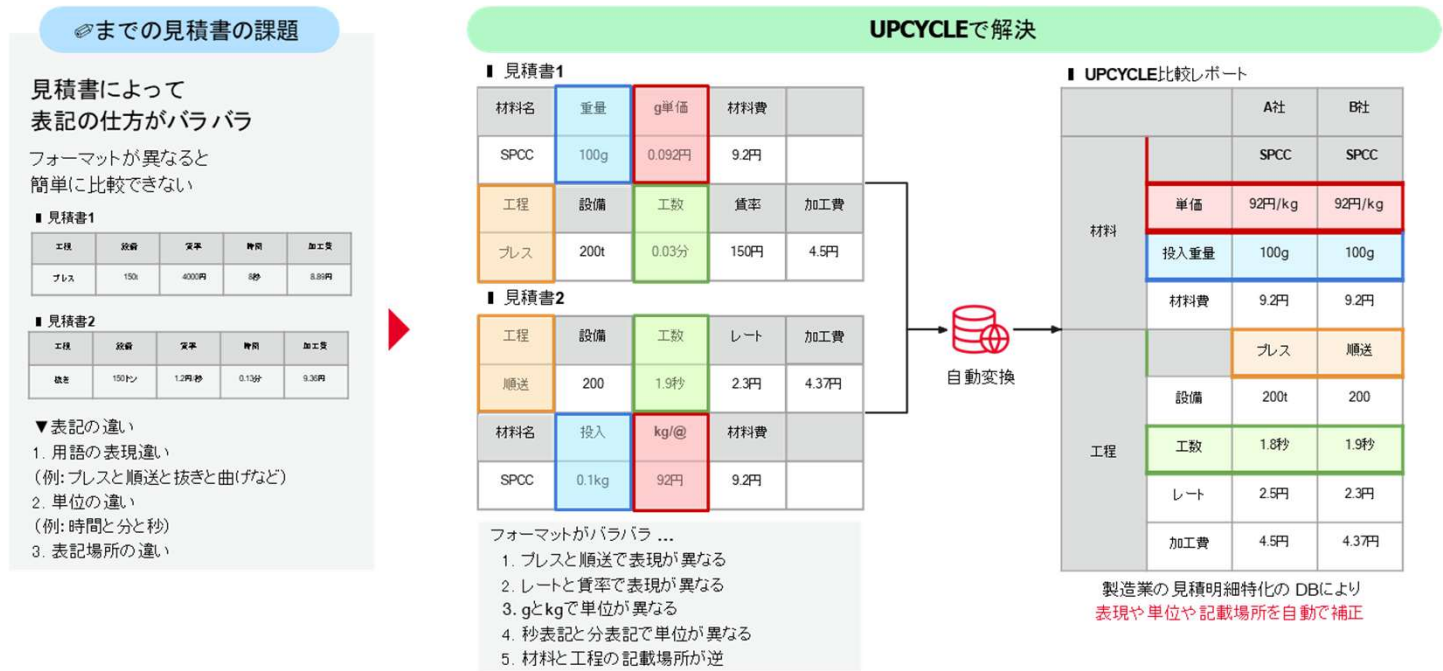 までの見積書の課題
見積書によって
表記の仕方がバラバラ
フォーマットが異なると
簡単に比較できない
見積書1
工程 設備 賃率 時間 加工費
プレス 150t 4000円 8秒 8.89円
見積書2
工程 設備 賃率 時間 加工費
抜き 150トン 1.2円/秒 0.13分 9.36円
▼表記の違い
1. 用語の表現違い
(例:プレスと順送と抜きと曲げなど)
2. 単位の違い
(例:時間と分と秒)
3. 表記場所の違い
UPCYCLEで解決
見積書1
材料名 重量 g単価 材料費
SPCC 100g 0.092円 9.2円
工程 設備 工数 賃率 加工費
プレス 200t 0.03分 150円 4.5円
見積書2
工程 設備 工数 レート 加工費
順送 200 1.9秒 2.3円 4.37円
材料名 投入 kg/@ 材料費
SPCC 0.1kg 92円 9.2円
フォーマットがバラバラ ...
1. プレスと順送で表現が異なる
2. レートと賃率で表現が異なる
3. gとkgで単位が異なる
4. 秒表記と分表記で単位が異なる
5. 材料と工程の記載場所が逆
自動変換
UPCYCLE比較レポート
A社 B社
SPCC SPCC
材料
単価 92円/kg 92円/kg
投入重量 100g 100g
材料費 9.2円 9.2円
プレス 順送
設備 200t 200
工程
工数 1.8秒 1.9秒
レート 2.5円 2.3円
加工費 4.5円 4.37円
製造業の見積明細特化の DBにより
表現や単位や記載場所を自動で補正